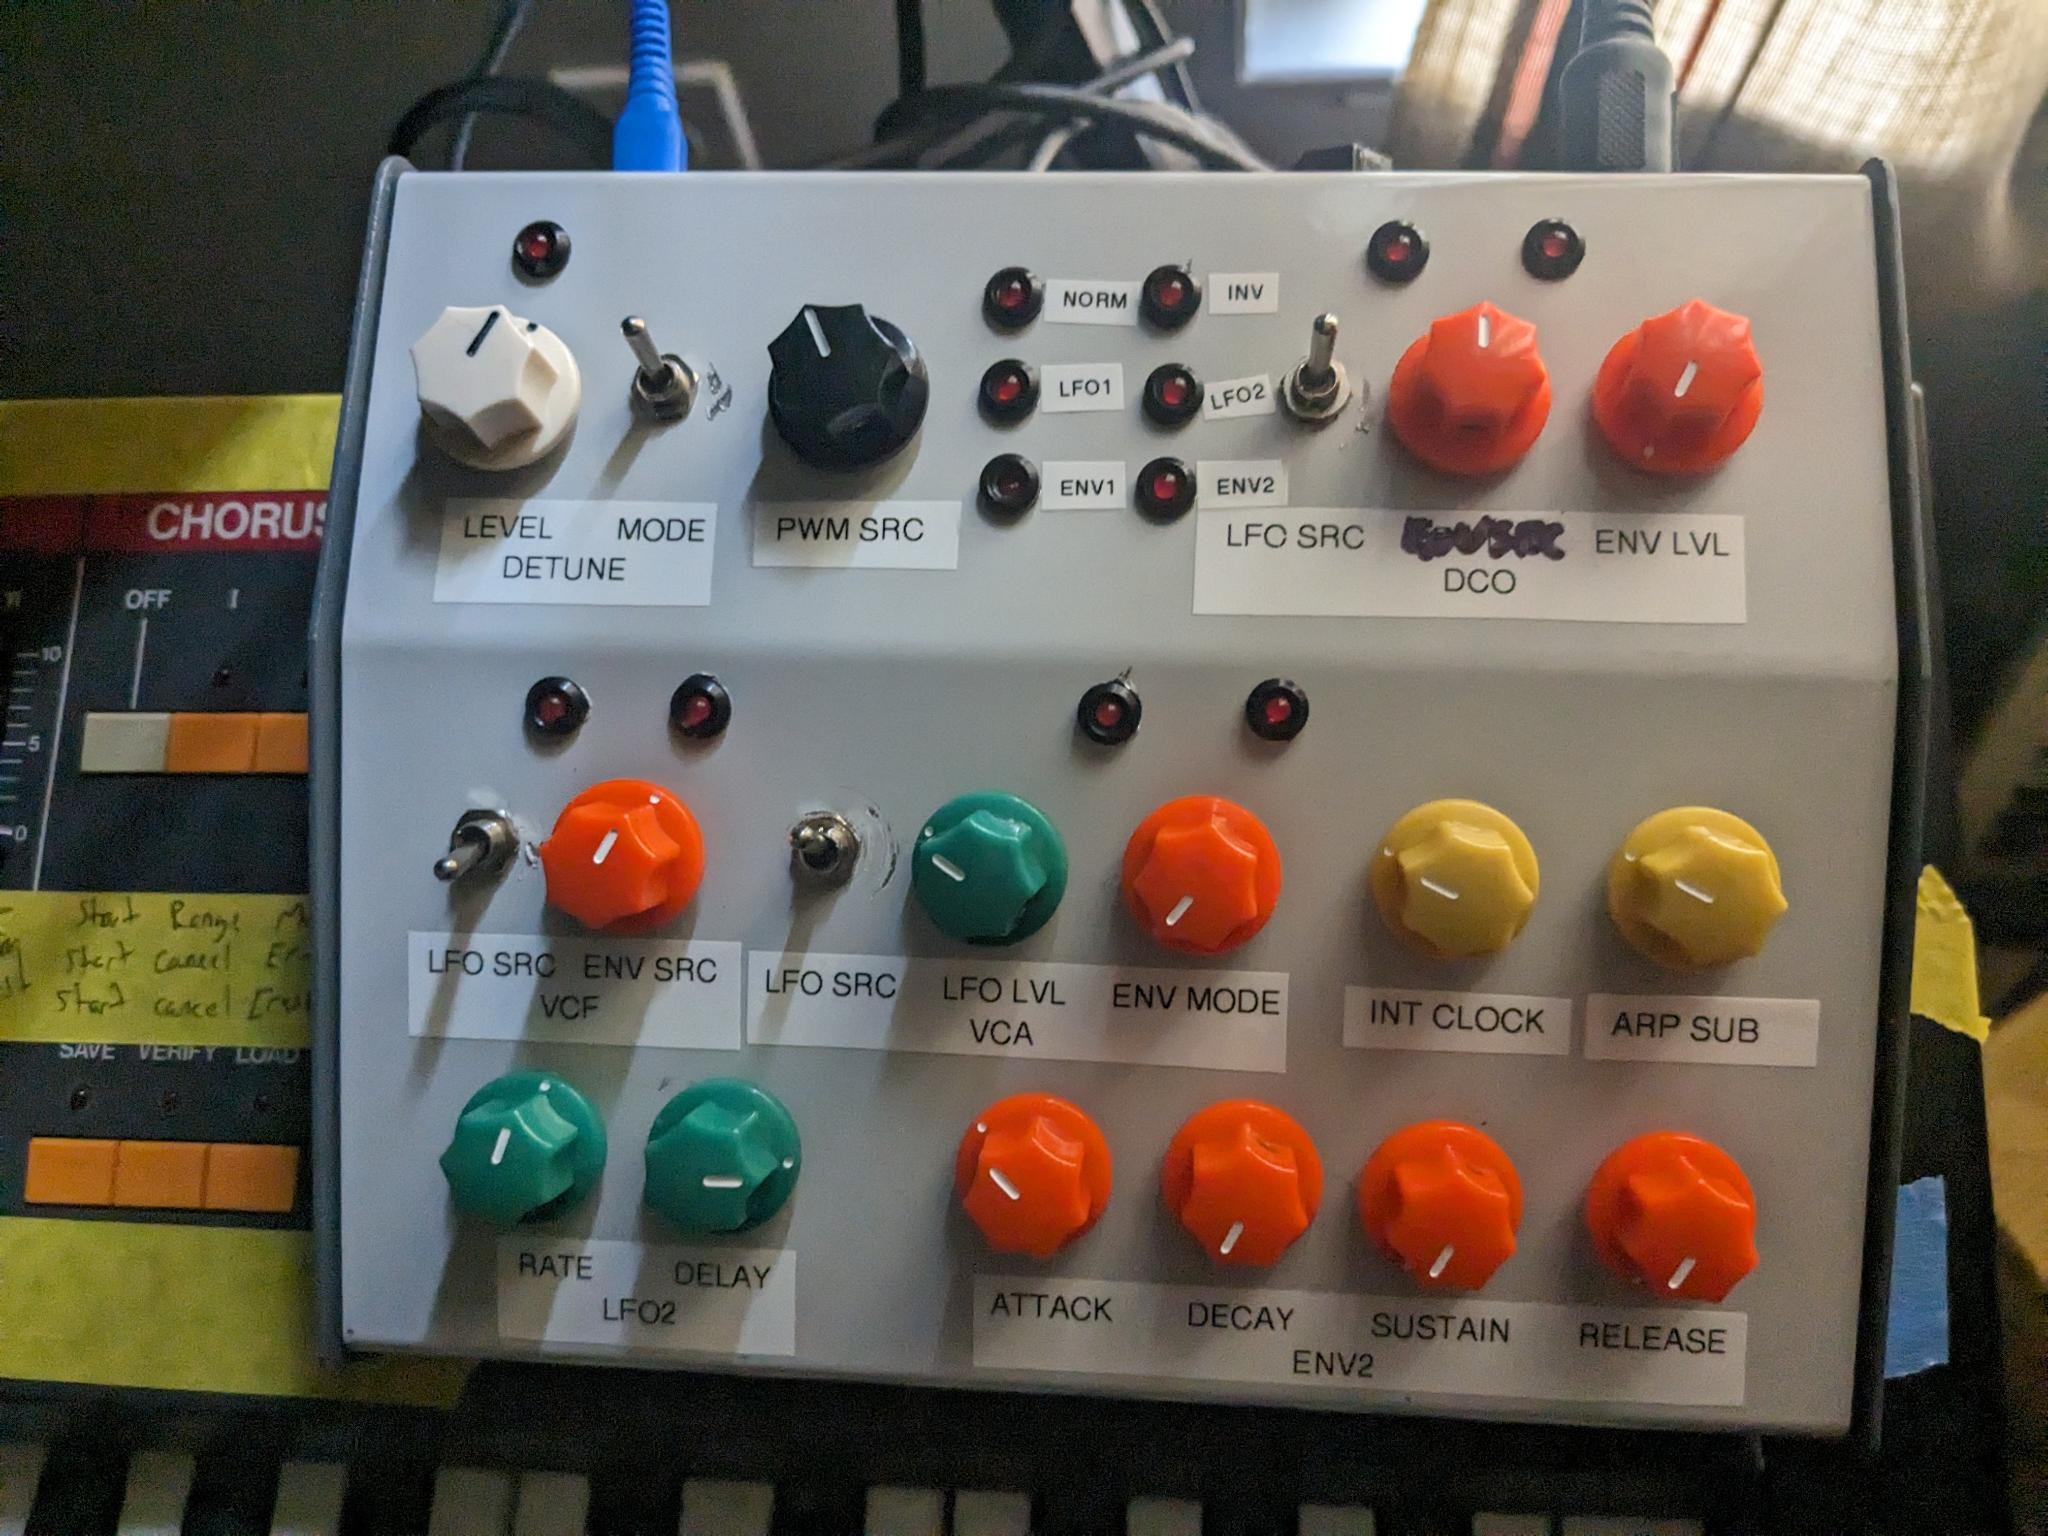 NORM INV
LFO1 LFO2
ENV1 ENV2
LEVEL MODE
DETUNE
PWM SRC
LFO SRC ENV SRC ENV LVL
DCO
CHORUS
OFF I
10
5
0
LFO SRC ENV SRC
VCF
LFO SRC LFO LVL ENV MODE
VCA
INT CLOCK
ARP SUB
Start Range
start cancel
start cancel
SAVE VERIFY LOAD
RATE DELAY
LFO2
ATTACK DECAY SUSTAIN RELEASE
ENV2